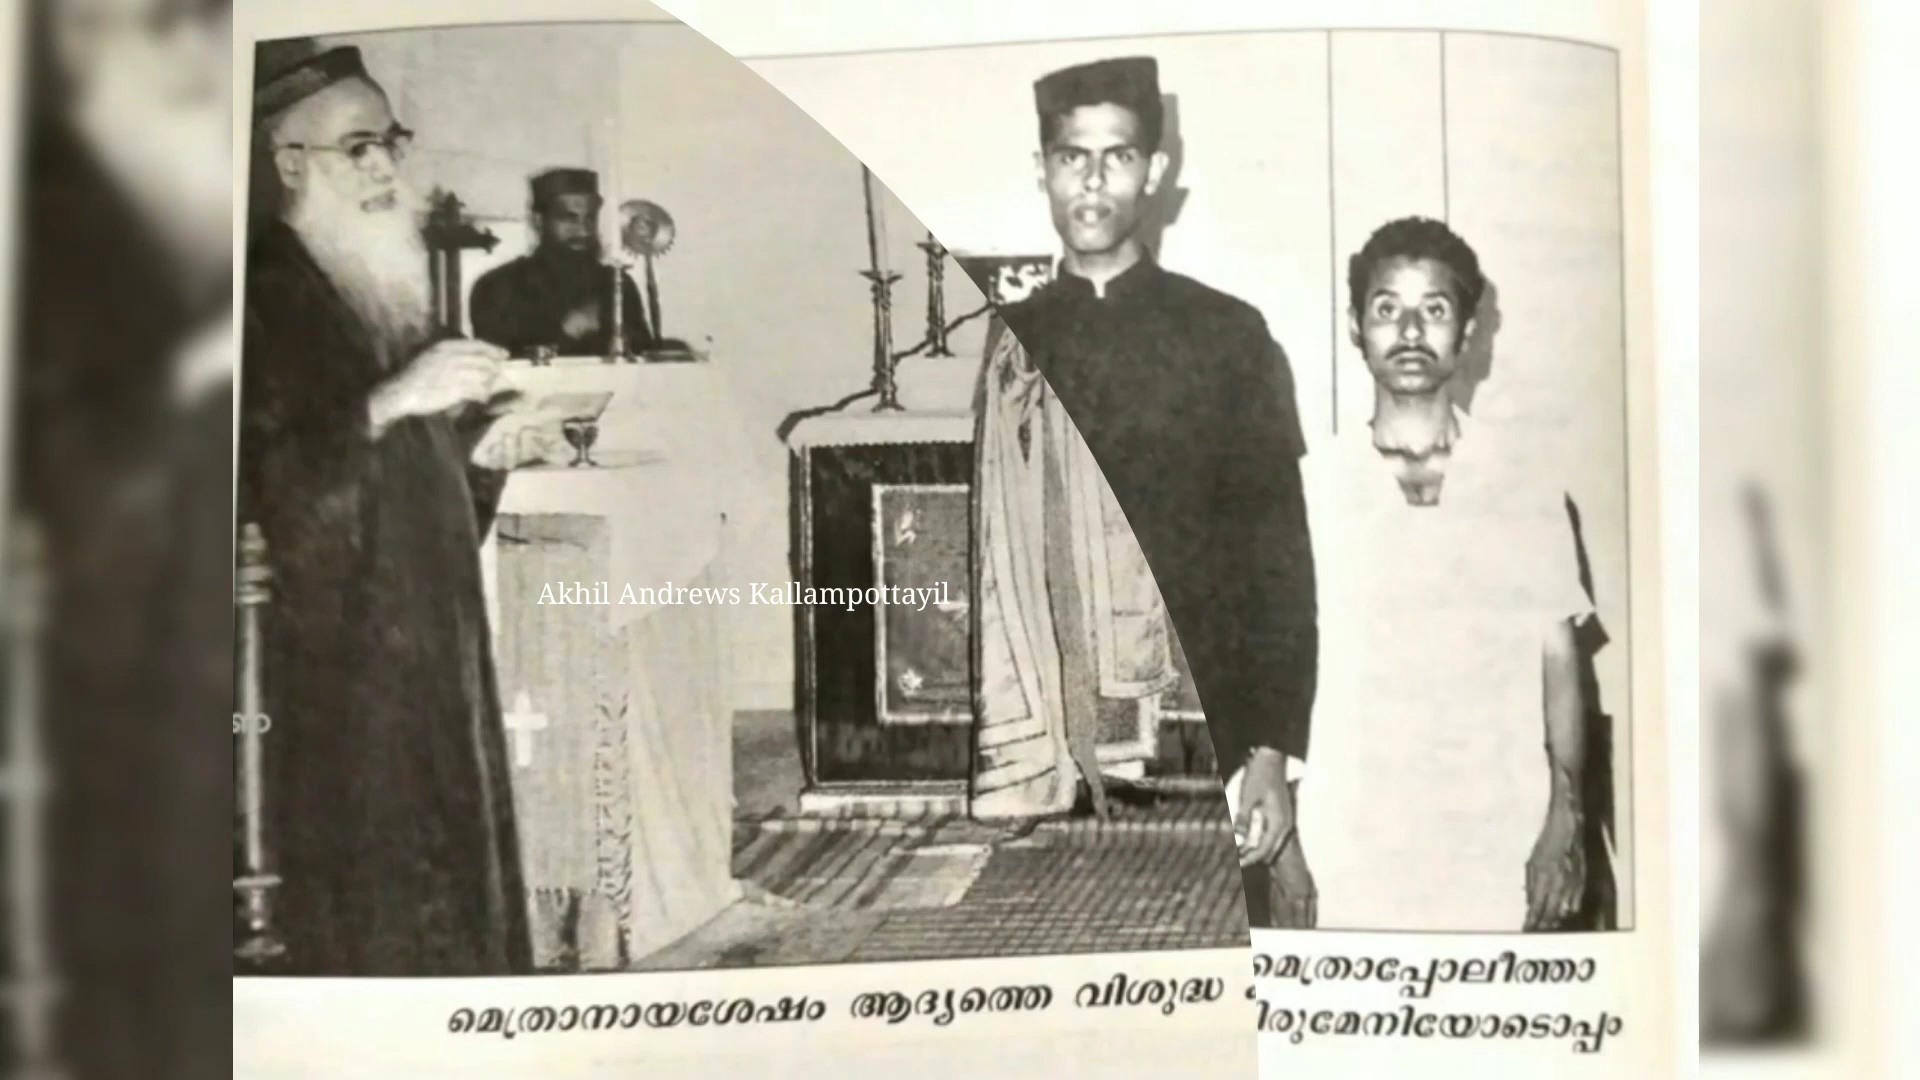 Akhil Andrews Kallampottayil
മെത്രാനായശേഷം ആദ്യത്തെ വിശുദ്ധ
മെത്രാപ്പോലീത്താ
രുമേനിയോടൊപ്പം